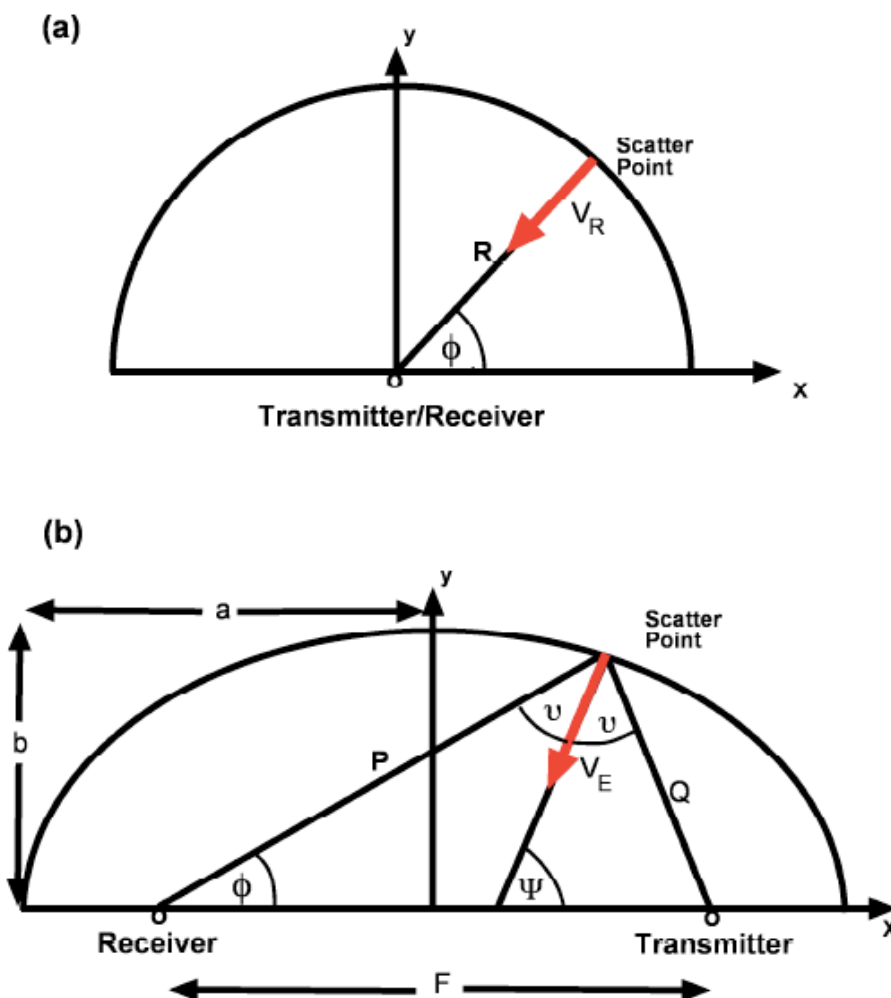 (a)
y
Scatter
Point
V_R
R
ϕ
x
Transmitter/Receiver
(b)
y
a
Scatter
Point
b
υ
υ
P
V_E
Q
ϕ
Ψ
x
Receiver
Transmitter
F